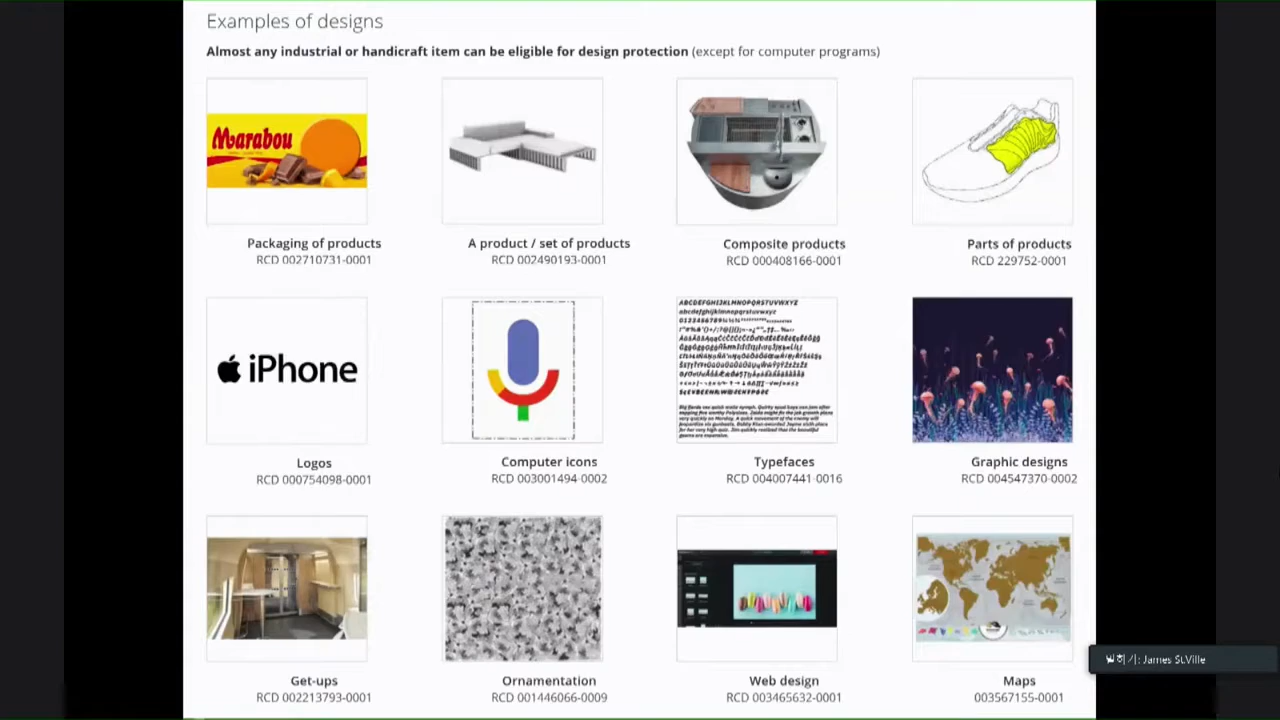 Examples of designs
Almost any industrial or handicraft item can be eligible for design protection (except for computer programs)
Marabou
Packaging of products
RCD 002710731-0001
A product / set of products
RCD 002490193-0001
Composite products
RCD 000408166-0001
Parts of products
RCD 229752-0001
iPhone
Logos
RCD 000754098-0001
Computer icons
RCD 003001494-0002
ABCDEFGHIJKLMNOPQRSTUVWXYZ
abcdefghijklmnopqrstuvwxyz
Typefaces
RCD 004007441-0016
Graphic designs
RCD 004547370-0002
Get-ups
RCD 002213793-0001
Ornamentation
RCD 001446066-0009
Web design
RCD 003465632-0001
Maps
003567155-0001
James St.Ville